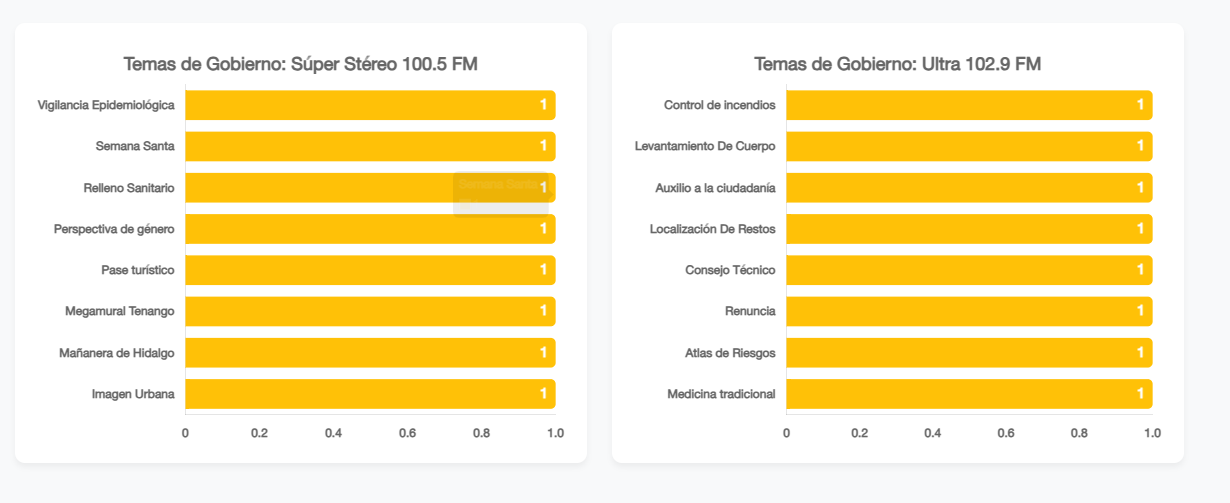 Temas de Gobierno: Súper Stéreo 100.5 FM
Vigilancia Epidemiológica 1
Semana Santa 1
Relleno Sanitario 1
Semana Santa
Perspectiva de género 1
Pase turístico 1
Megamural Tenango 1
Mañanera de Hidalgo 1
Imagen Urbana 1
0 0.2 0.4 0.6 0.8 1.0
Temas de Gobierno: Ultra 102.9 FM
Control de incendios 1
Levantamiento De Cuerpo 1
Auxilio a la ciudadanía 1
Localización De Restos 1
Consejo Técnico 1
Renuncia 1
Atlas de Riesgos 1
Medicina tradicional 1
0 0.2 0.4 0.6 0.8 1.0